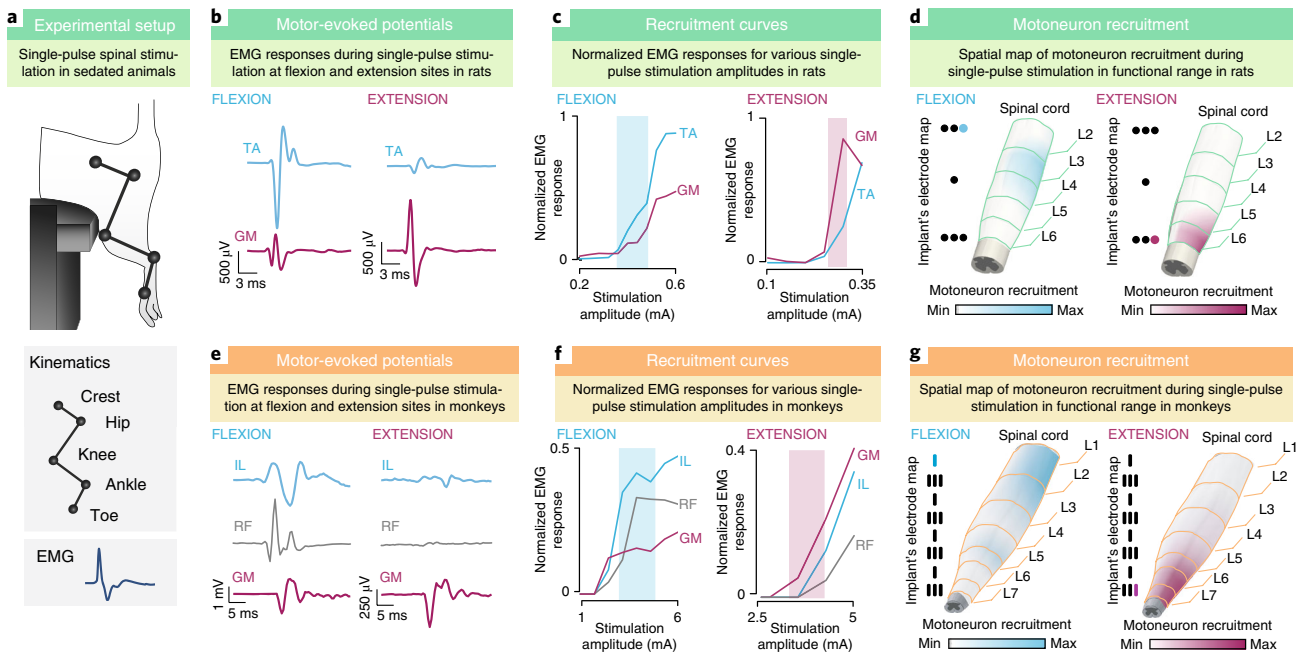 a Experimental setup
Single-pulse spinal stimu-
lation in sedated animals
Kinematics
Crest
Hip
Knee
Ankle
Toe
EMG
b Motor-evoked potentials
EMG responses during single-pulse stimu-
lation at flexion and extension sites in rats
FLEXION EXTENSION
TA TA
GM
500 µV
3 ms
500 µV
3 ms
c Recruitment curves
Normalized EMG responses for various single-
pulse stimulation amplitudes in rats
FLEXION EXTENSION
1
TA
GM
0
Normalized EMG
response
0.2 0.6
Stimulation
amplitude (mA)
1
GM
TA
0
Normalized EMG
response
0.1 0.35
Stimulation
amplitude (mA)
d Motoneuron recruitment
Spatial map of motoneuron recruitment during
single-pulse stimulation in functional range in rats
FLEXION
Spinal cord
Implant's electrode map
L2
L3
L4
L5
L6
Motoneuron recruitment
Min Max
EXTENSION
Spinal cord
Implant's electrode map
L2
L3
L4
L5
L6
Motoneuron recruitment
Min Max
e Motor-evoked potentials
EMG responses during single-pulse stimula-
tion at flexion and extension sites in monkeys
FLEXION EXTENSION
IL IL
RF RF
GM GM
1 mV
5 ms
250 µV
5 ms
f Recruitment curves
Normalized EMG responses for various single-
pulse stimulation amplitudes in monkeys
FLEXION EXTENSION
0.5
IL
RF
GM
0
Normalized EMG
response
1 6
Stimulation
amplitude (mA)
0.4
GM
IL
RF
0
Normalized EMG
response
2.5 5
Stimulation
amplitude (mA)
g Motoneuron recruitment
Spatial map of motoneuron recruitment during single-pulse
stimulation in functional range in monkeys
FLEXION
Spinal cord
Implant's electrode map
L1
L2
L3
L4
L5
L6
L7
Motoneuron recruitment
Min Max
EXTENSION
Spinal cord
Implant's electrode map
L1
L2
L3
L4
L5
L6
L7
Motoneuron recruitment
Min Max